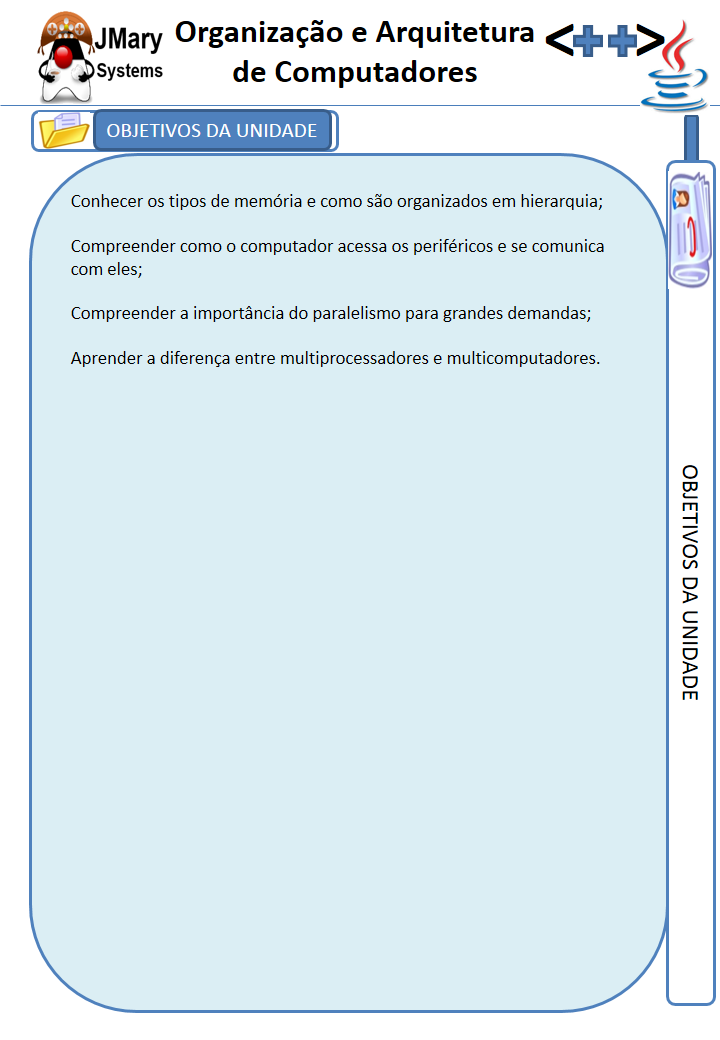 JMary
Systems
Organização e Arquitetura
de Computadores
<++>
OBJETIVOS DA UNIDADE
Conhecer os tipos de memória e como são organizados em hierarquia;
Compreender como o computador acessa os periféricos e se comunica
com eles;
Compreender a importância do paralelismo para grandes demandas;
Aprender a diferença entre multiprocessadores e multicomputadores.
OBJETIVOS DA UNIDADE